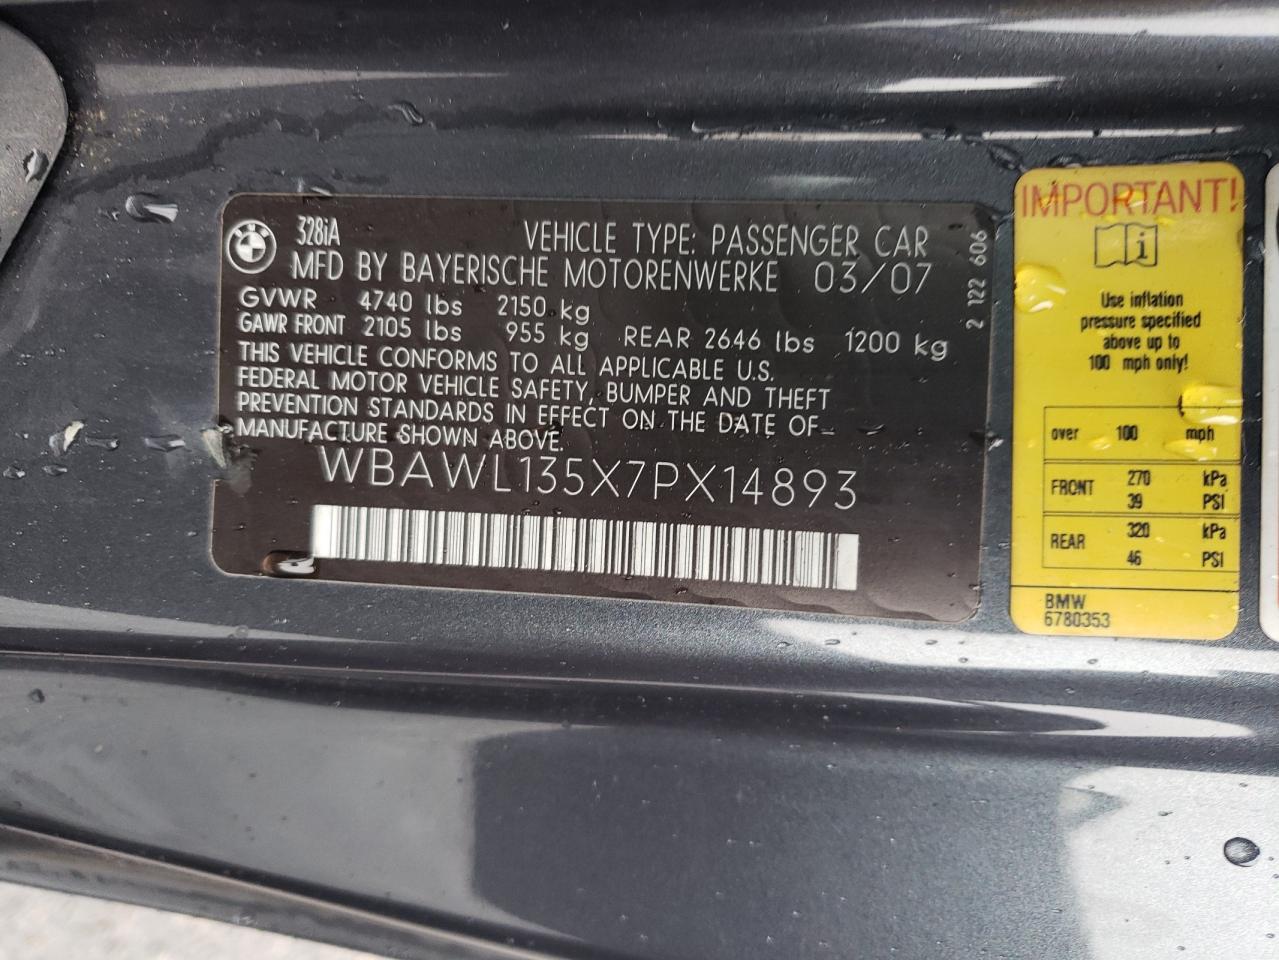 328iA
VEHICLE TYPE: PASSENGER CAR
MFD BY BAYERISCHE MOTORENWERKE 03/07
GVWR 4740 lbs 2150 kg
GAWR FRONT 2105 lbs 955 kg REAR 2646 lbs 1200 kg
THIS VEHICLE CONFORMS TO ALL APPLICABLE U.S.
FEDERAL MOTOR VEHICLE SAFETY, BUMPER AND THEFT
PREVENTION STANDARDS IN EFFECT ON THE DATE OF
MANUFACTURE SHOWN ABOVE.
WBAWL135X7PX14893
2 122 606
IMPORTANT!
i
Use inflation
pressure specified
above up to
100 mph only!
over 100 mph
FRONT 270 kPa
39 PSI
REAR 320 kPa
46 PSI
BMW
6780353